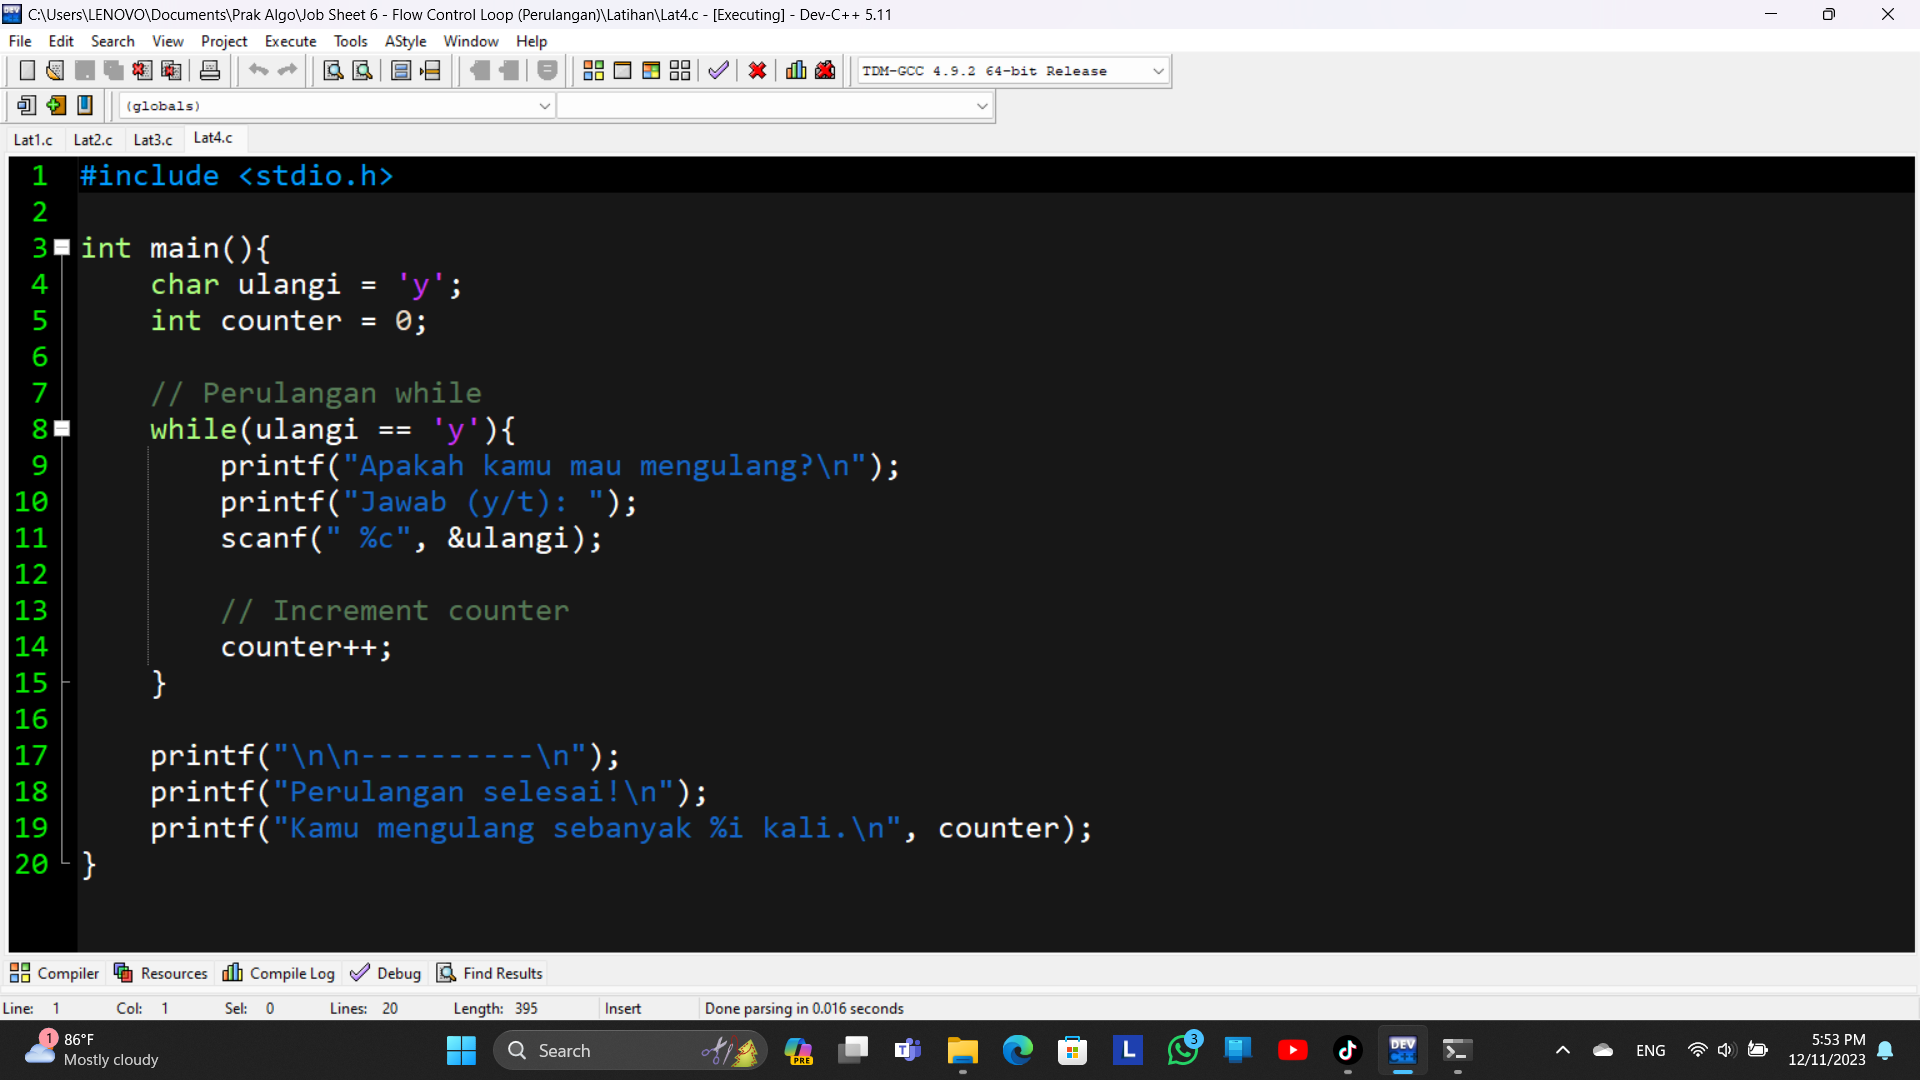 C:\Users\LENOVO\Documents\Prak Algo\Job Sheet 6 - Flow Control Loop (Perulangan)\Latihan\Lat4.c - [Executing] - Dev-C++ 5.11
File Edit Search View Project Execute Tools AStyle Window Help
TDM-GCC 4.9.2 64-bit Release
(globals)
Lat1.c Lat2.c Lat3.c Lat4.c
1 #include <stdio.h>
2
3 int main(){
4 char ulangi = 'y';
5 int counter = 0;
6
7 // Perulangan while
8 while(ulangi == 'y'){
9 printf("Apakah kamu mau mengulang?\n");
10 printf("Jawab (y/t): ");
11 scanf(" %c", &ulangi);
12
13 // Increment counter
14 counter++;
15 }
16
17 printf("\n\n----------\n");
18 printf("Perulangan selesai!\n");
19 printf("Kamu mengulang sebanyak %i kali.\n", counter);
20 }
Compiler Resources Compile Log Debug Find Results
Line: 1 Col: 1 Sel: 0 Lines: 20 Length: 395 Insert Done parsing in 0.016 seconds
1 86°F
Mostly cloudy
Search
PRE
L
3
DEV C++
ENG
5:53 PM
12/11/2023